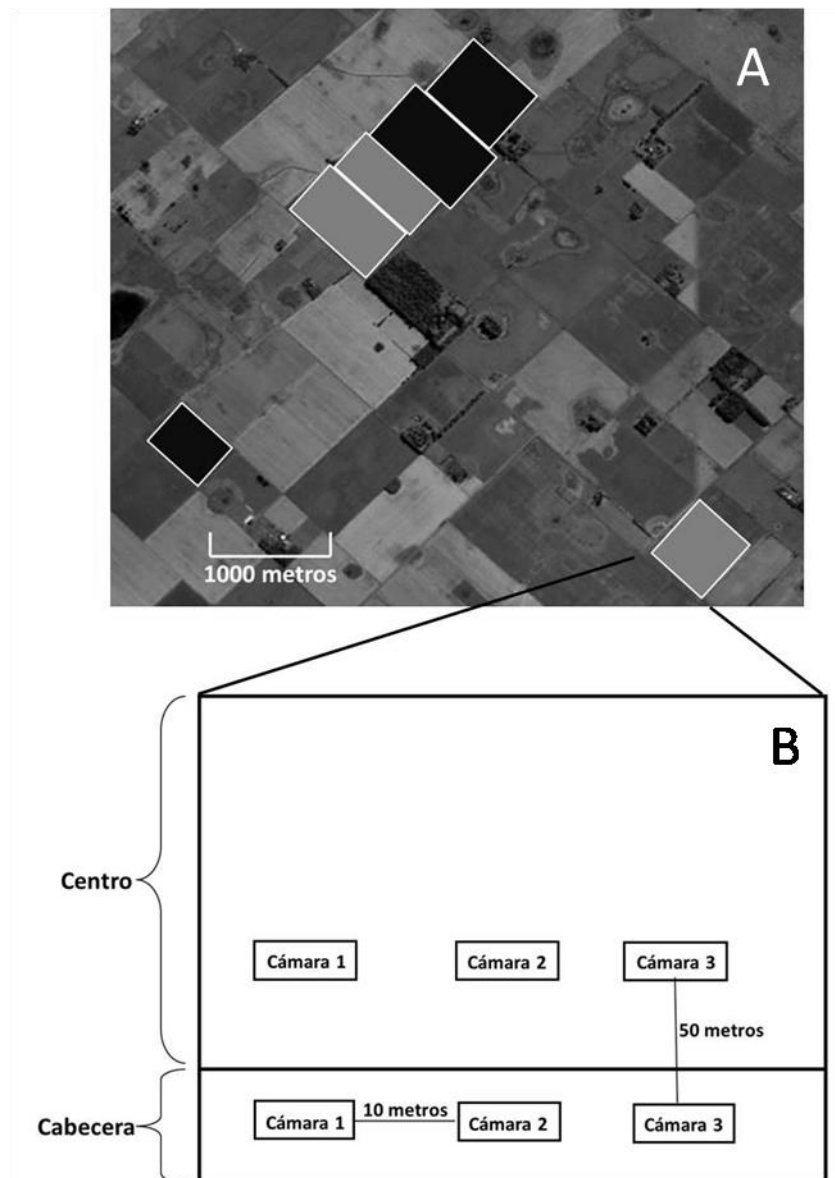 A
1000 metros
B
Centro
Cámara 1 Cámara 2 Cámara 3
50 metros
Cabecera
Cámara 1 10 metros Cámara 2 Cámara 3